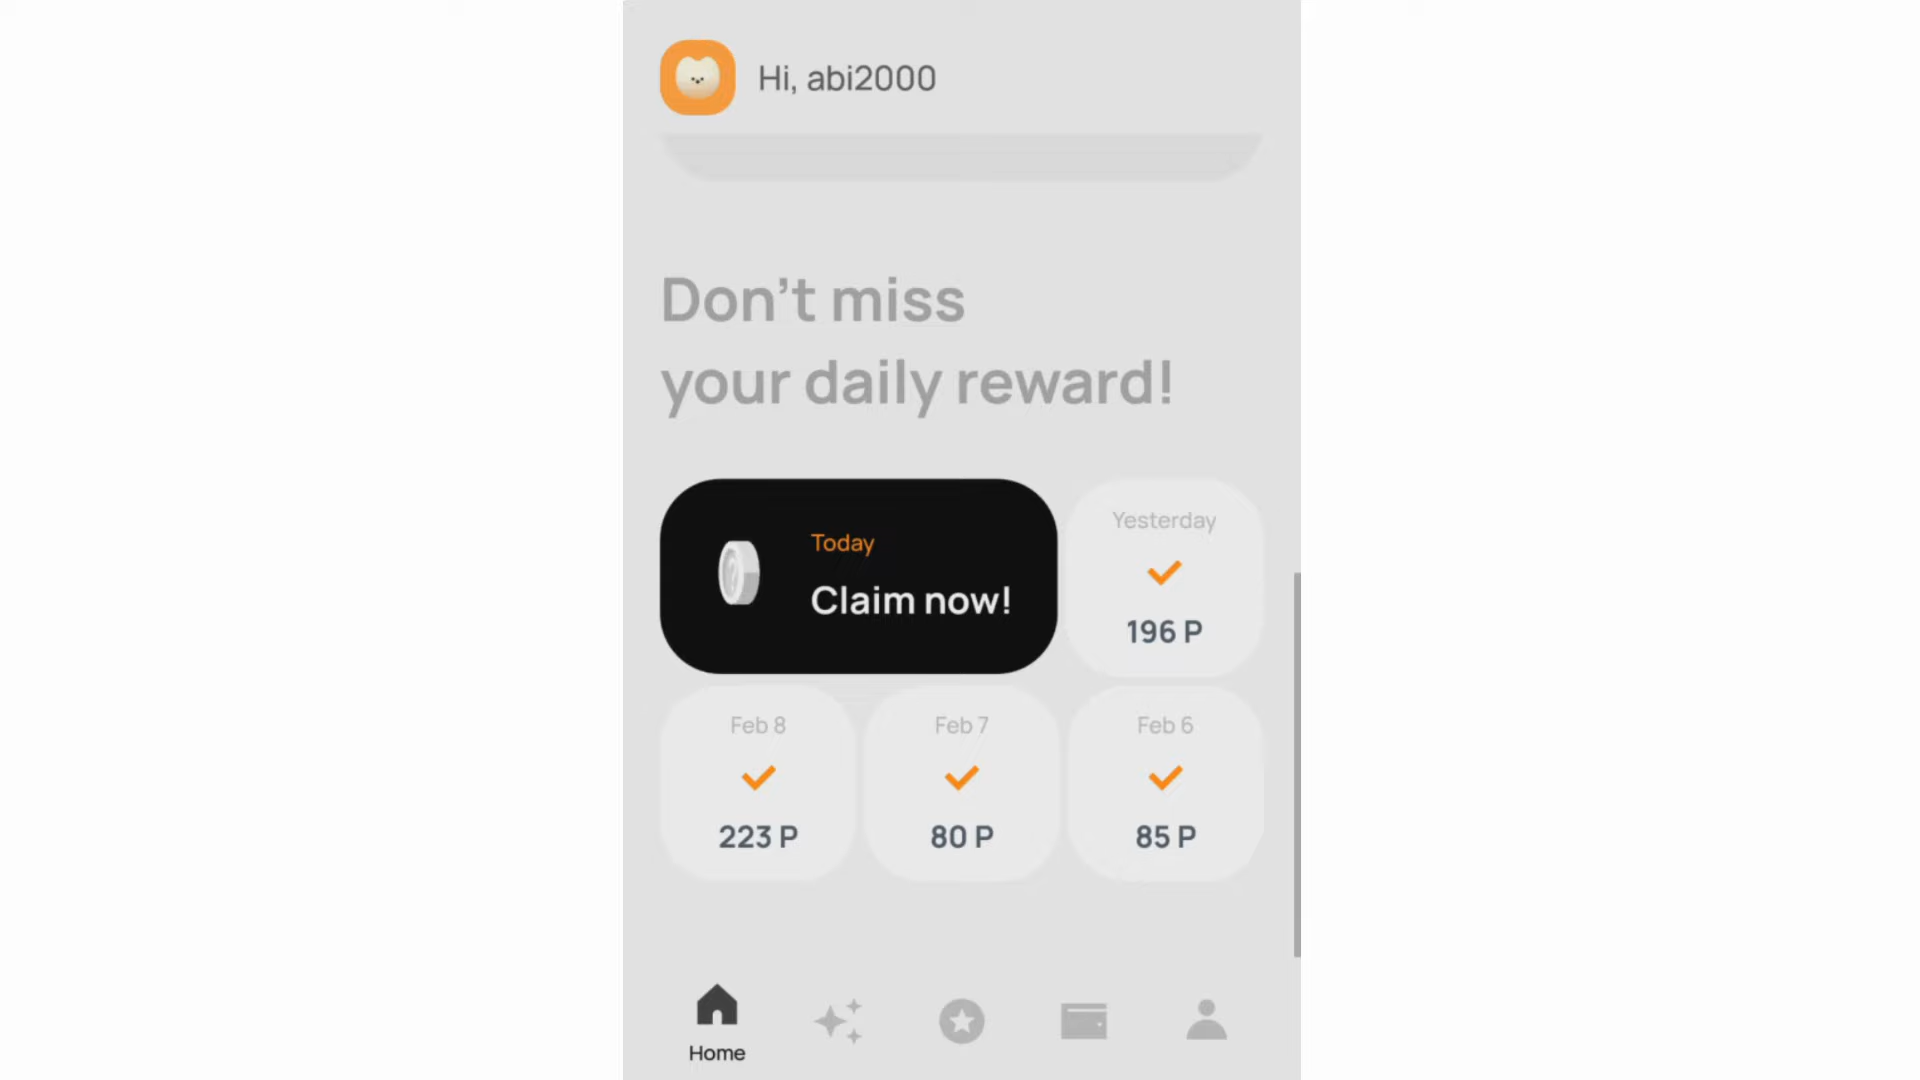 Hi, abi2000
Don't miss
your daily reward!
Today
Claim now!
Yesterday
196 P
Feb 8
223 P
Feb 7
80 P
Feb 6
85 P
Home